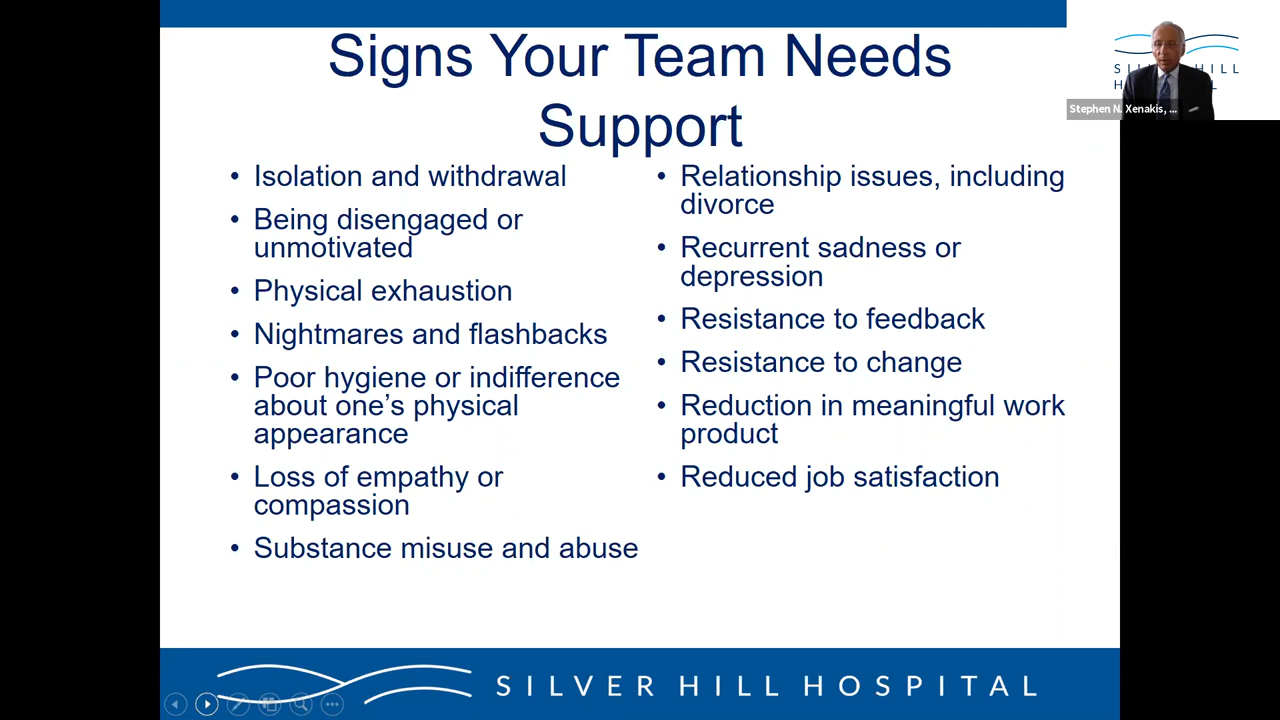 Signs Your Team Needs
Support
• Isolation and withdrawal
• Being disengaged or
unmotivated
• Physical exhaustion
• Nightmares and flashbacks
• Poor hygiene or indifference
about one’s physical
appearance
• Loss of empathy or
compassion
• Substance misuse and abuse
• Relationship issues, including
divorce
• Recurrent sadness or
depression
• Resistance to feedback
• Resistance to change
• Reduction in meaningful work
product
• Reduced job satisfaction
Stephen N. Xenakis, ...
SILVER HILL HOSPITAL